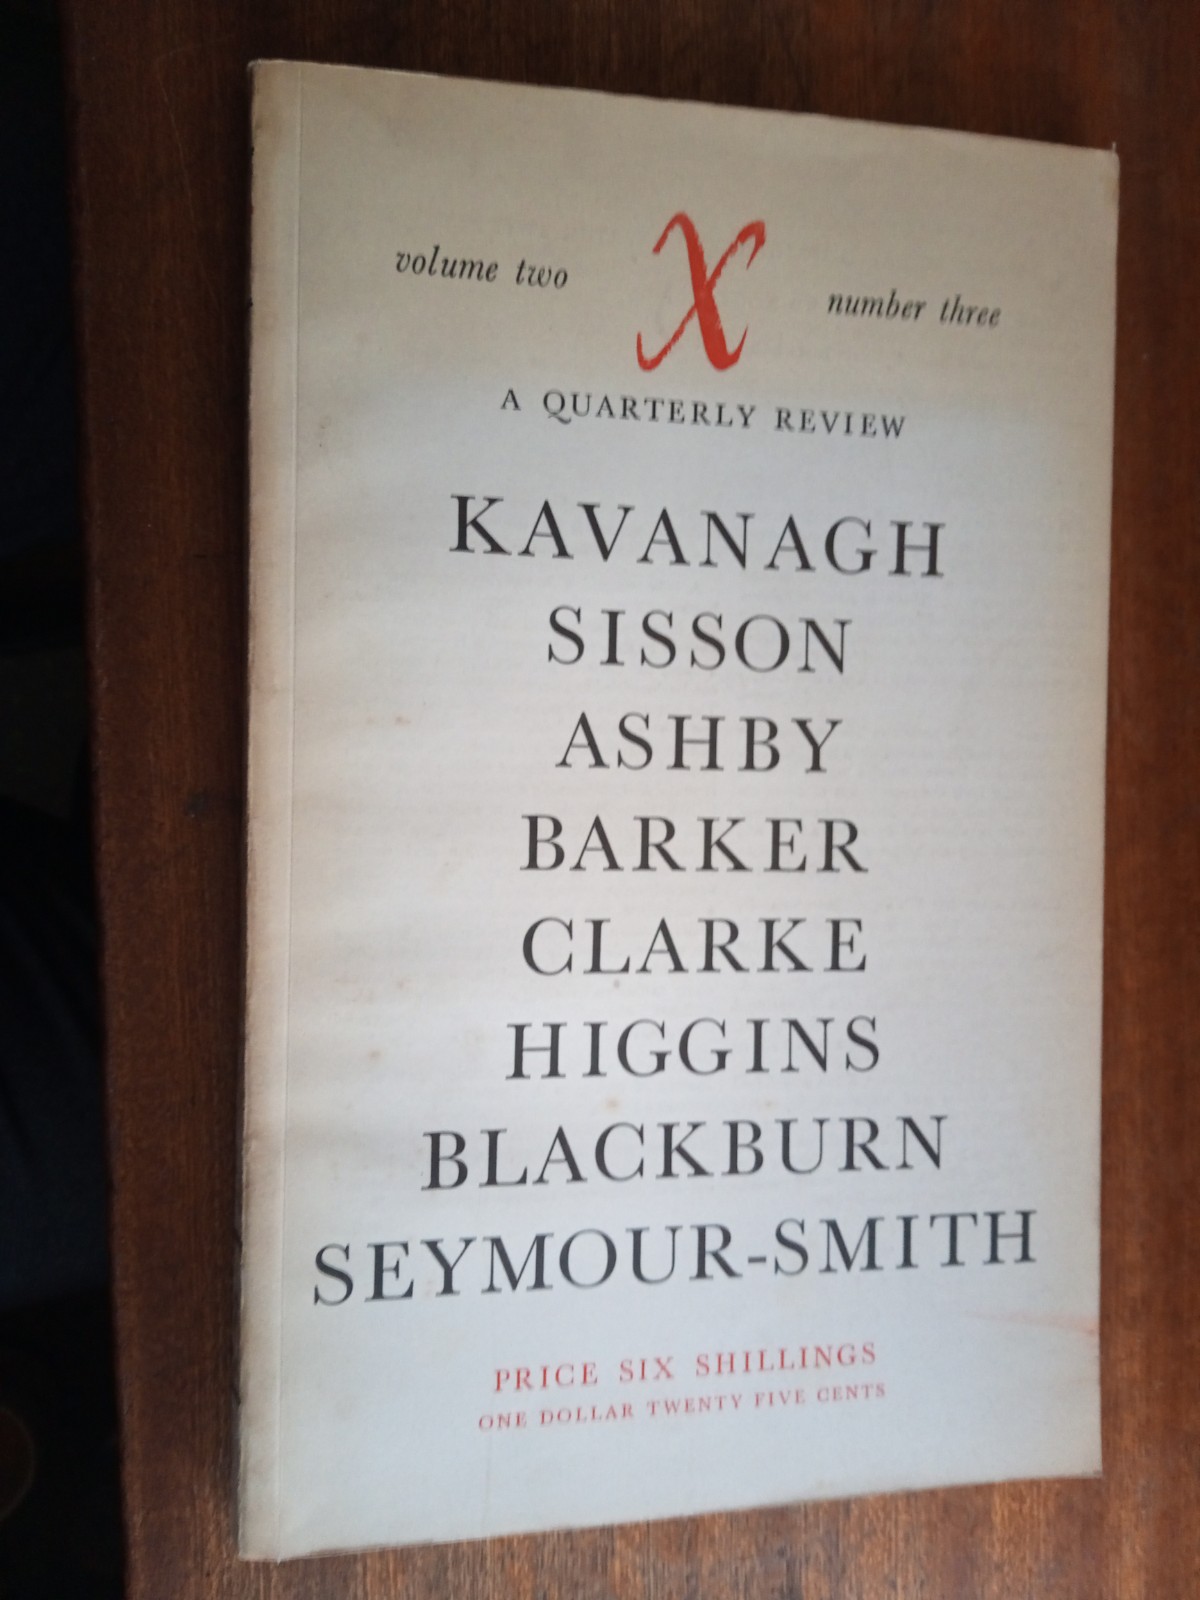 volume two X number three
A QUARTERLY REVIEW
KAVANAGH
SISSON
ASHBY
BARKER
CLARKE
HIGGINS
BLACKBURN
SEYMOUR-SMITH
PRICE SIX SHILLINGS
ONE DOLLAR TWENTY FIVE CENTS